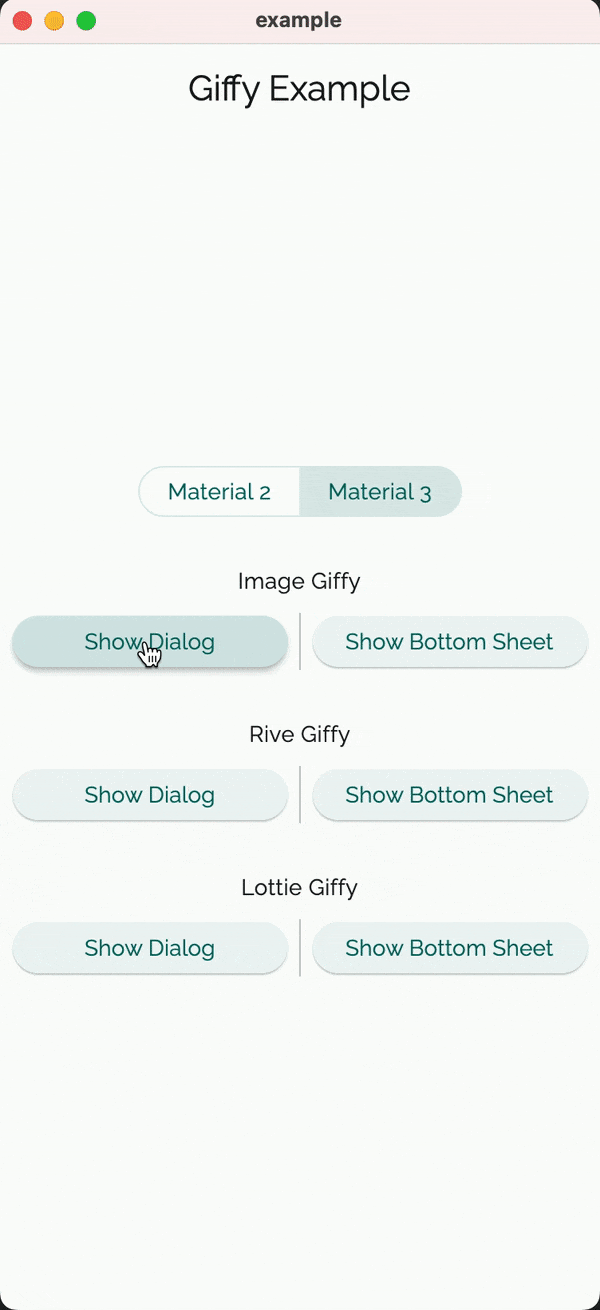 example
Giffy Example
Material 2 Material 3
Image Giffy
Show Dialog Show Bottom Sheet
Rive Giffy
Show Dialog Show Bottom Sheet
Lottie Giffy
Show Dialog Show Bottom Sheet